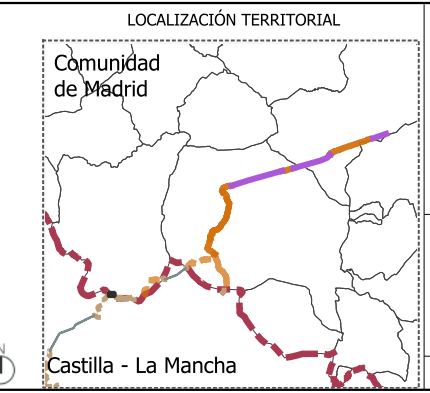 LOCALIZACIÓN TERRITORIAL
Comunidad
de Madrid
N
Castilla - La Mancha